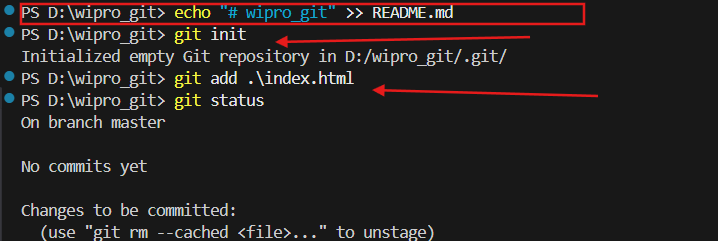 PS D:\wipro_git> echo "# wipro_git" >> README.md
PS D:\wipro_git> git init
Initialized empty Git repository in D:/wipro_git/.git/
PS D:\wipro_git> git add .\index.html
PS D:\wipro_git> git status
On branch master
No commits yet
Changes to be committed:
(use "git rm --cached <file>..." to unstage)